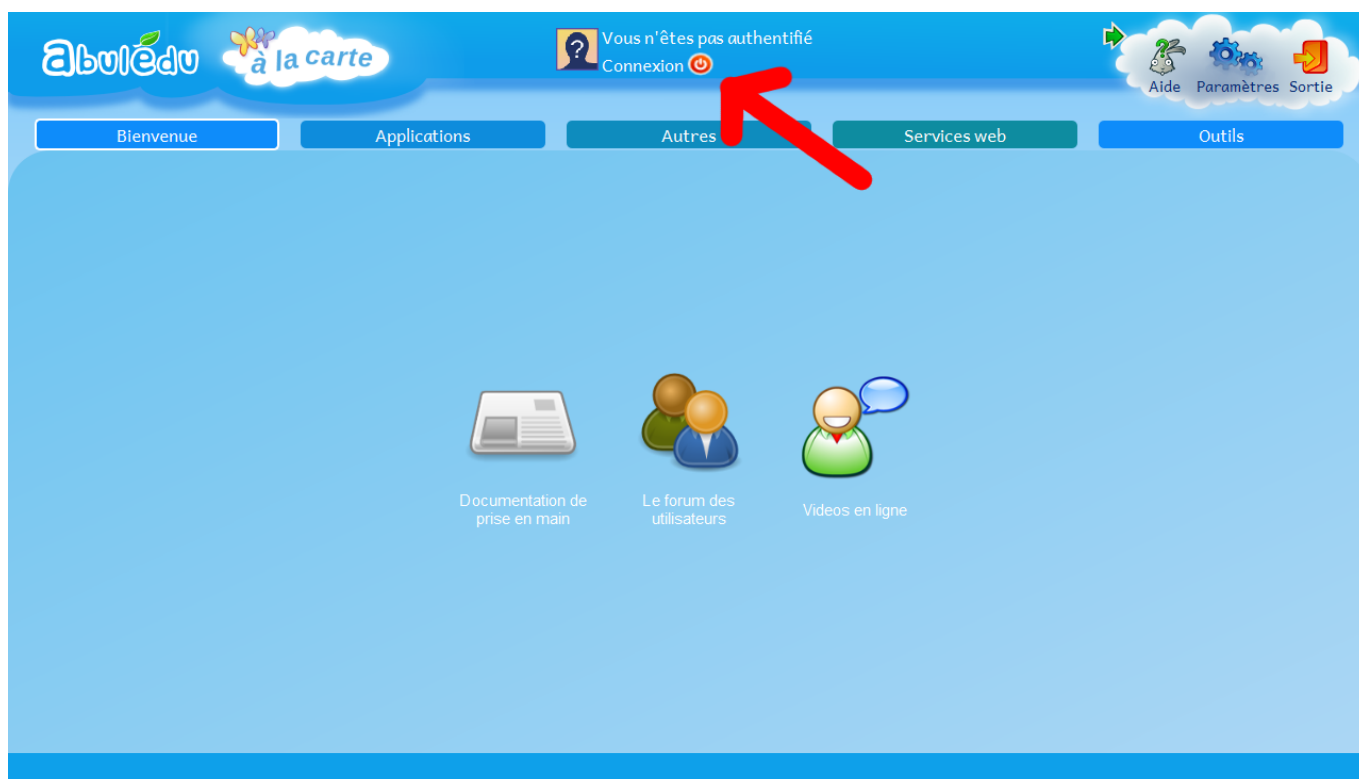 abulédu
à la carte
Vous n'êtes pas authentifié
Connexion
Aide Paramètres Sortie
Bienvenue
Applications
Autres
Services web
Outils
Documentation de
prise en main
Le forum des
utilisateurs
Videos en ligne